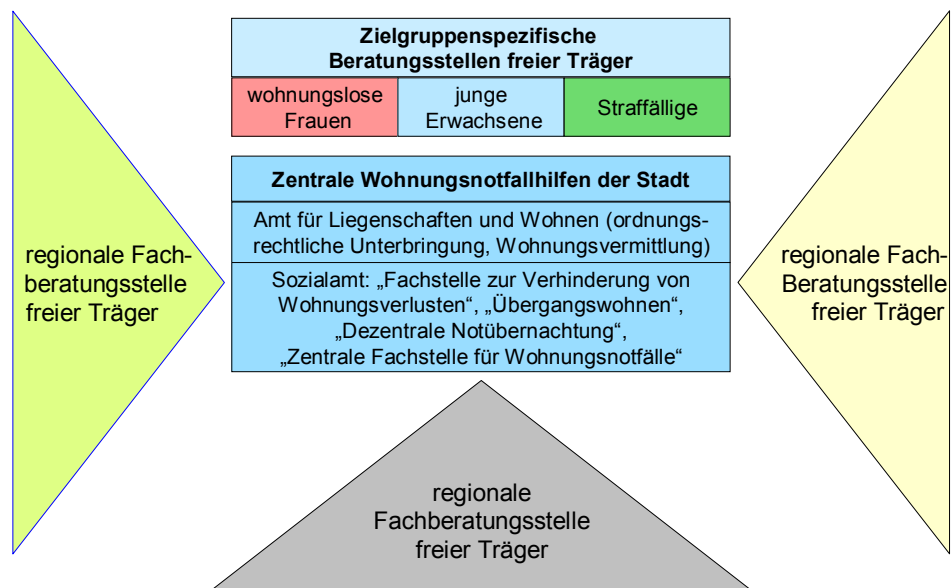 Zielgruppenspezifische
Beratungsstellen freier Träger
wohnungslose
Frauen
junge
Erwachsene
Straffällige
Zentrale Wohnungsnotfallhilfen der Stadt
Amt für Liegenschaften und Wohnen (ordnungs-
rechtliche Unterbringung, Wohnungsvermittlung)
Sozialamt: „Fachstelle zur Verhinderung von
Wohnungsverlusten“, „Übergangswohnen“,
„Dezentrale Notübernachtung“,
„Zentrale Fachstelle für Wohnungsnotfälle“
regionale Fach-
beratungsstelle
freier Träger
regionale Fach-
Beratungsstelle
freier Träger
regionale
Fachberatungsstelle
freier Träger